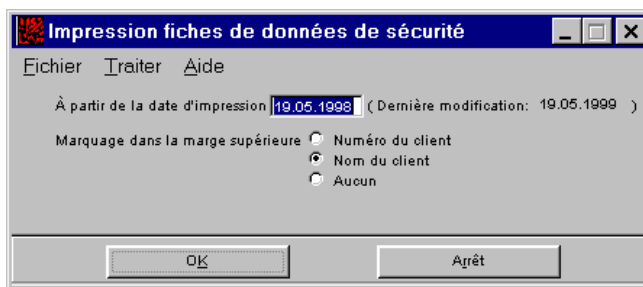 Impression fiches de données de sécurité
Fichier Traiter Aide
À partir de la date d'impression 19.05.1998 ( Dernière modification: 19.05.1999 )
Marquage dans la marge supérieure Numéro du client
Nom du client
Aucun
OK Arrêt